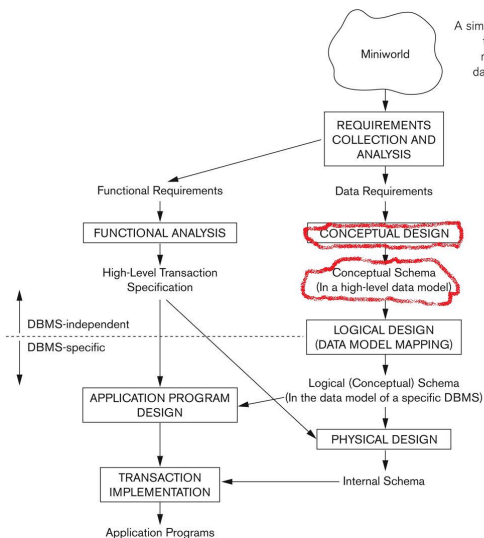 Miniworld
A sim
REQUIREMENTS
COLLECTION AND
ANALYSIS
Functional Requirements
Data Requirements
FUNCTIONAL ANALYSIS
CONCEPTUAL DESIGN
High-Level Transaction
Specification
Conceptual Schema
(In a high-level data model)
DBMS-independent
DBMS-specific
LOGICAL DESIGN
(DATA MODEL MAPPING)
Logical (Conceptual) Schema
(In the data model of a specific DBMS)
APPLICATION PROGRAM
DESIGN
PHYSICAL DESIGN
TRANSACTION
IMPLEMENTATION
Internal Schema
Application Programs